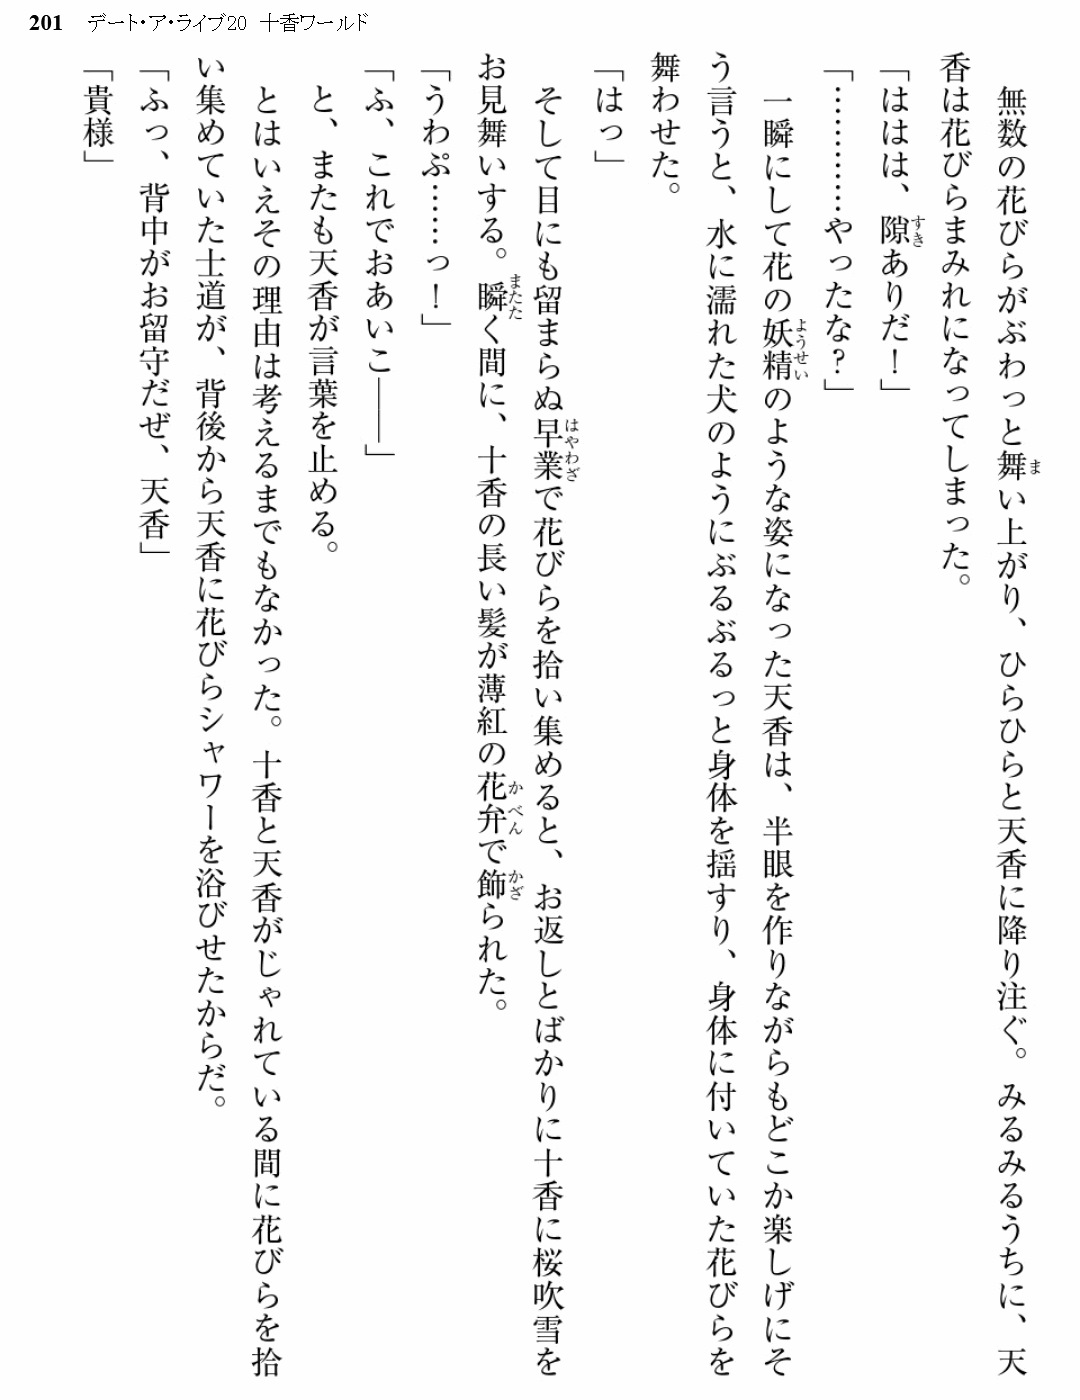 201 デート・ア・ライブ20 十香ワールド
無数の花びらがぶわっと舞い上がり、ひらひらと天香に降り注ぐ。みるみるうちに、天
香は花びらまみれになってしまった。
「ははは、隙ありだ！」
「…………やったな？」
一瞬にして花の妖精のような姿になった天香は、半眼を作りながらもどこか楽しげにそ
う言うと、水に濡れた犬のようにぶるぶるっと身体を揺すり、身体に付いていた花びらを
舞わせた。
「はっ」
そして目にも留まらぬ早業で花びらを拾い集めると、お返しとばかりに十香に桜吹雪を
お見舞いする。瞬く間に、十香の長い髪が薄紅の花弁で飾られた。
「うわぷ……っ！」
「ふ、これでおあいこ――」
と、またも天香が言葉を止める。
とはいえその理由は考えるまでもなかった。十香と天香がじゃれている間に花びらを拾
い集めていた士道が、背後から天香に花びらシャワーを浴びせたからだ。
「ふっ、背中がお留守だぜ、天香」
「貴様」